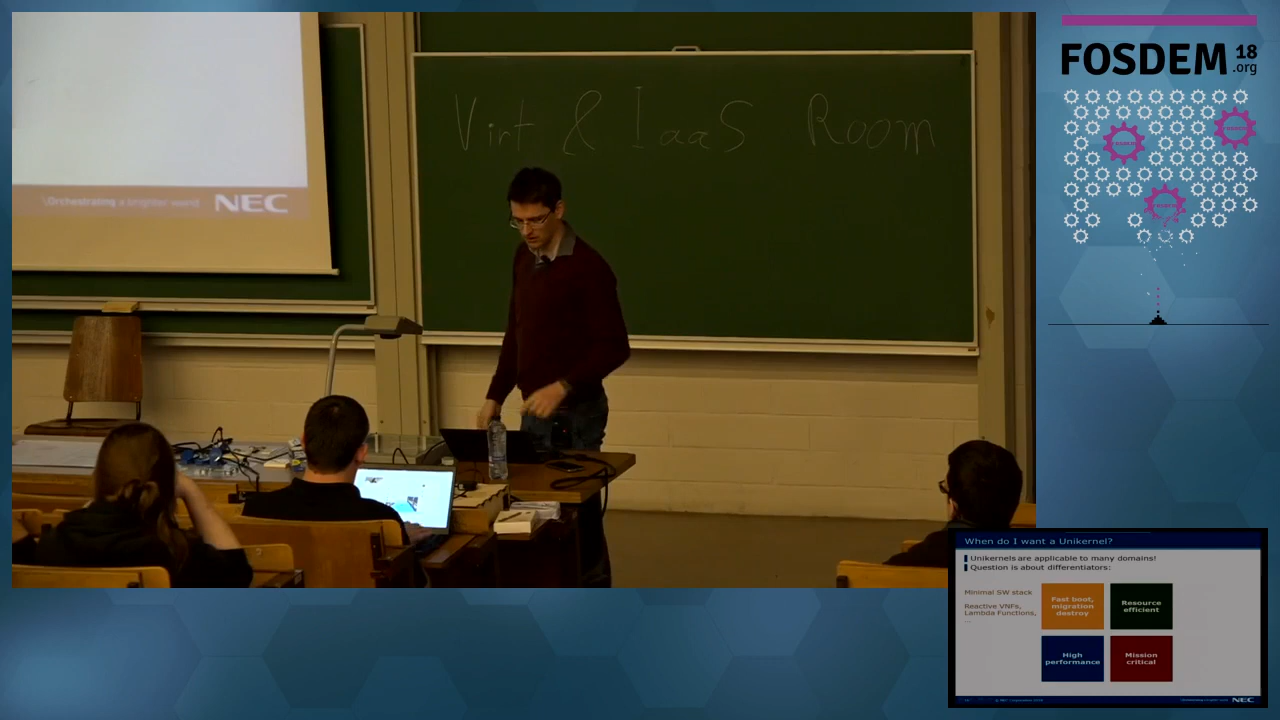 \Orchestrating a brighter world NEC
Virt & IaaS Room
FOSDEM 18
.org
When do I want a Unikernel?
Unikernels are applicable to many domains!
Question is about differentiators:
Minimal SW stack
Reactive VNFs,
Lambda Functions,
...
Fast boot,
migration
destroy
Resource
efficient
High
performance
Mission
critical
NEC